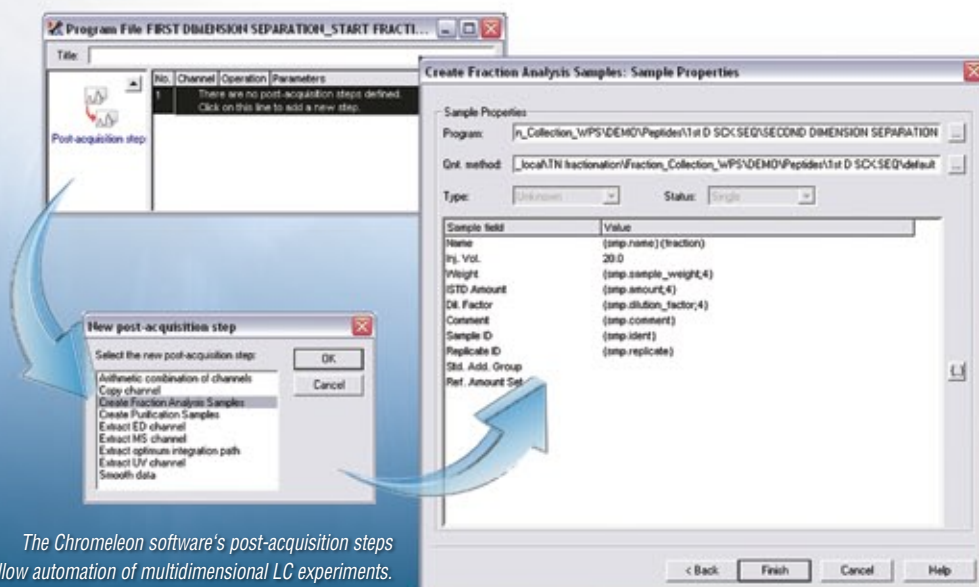 Program File FIRST DIMENSION SEPARATION_START FRACTI...
Title:
No. Channel Operation Parameters
1 There are no post-acquisition steps defined.
Click on this line to add a new step.
Post-acquisition step
New post-acquisition step
Select the new post-acquisition step:
Arithmetic combination of channels
Copy channel
Create Fraction Analysis Samples
Create Purification Samples
Extract ED channel
Extract MS channel
Extract optimum integration path
Extract UV channel
Smooth data
OK
Cancel
Create Fraction Analysis Samples: Sample Properties
Sample Properties
Program: n_Collection_WPS\DEMO\Peptides\1st D SCX.SEQ\SECOND DIMENSION SEPARATION ...
Qnt. method: _local\TN fractionation\Fraction_Collection_WPS\DEMO\Peptides\1st D SCX.SEQ\default ...
Type: Unknown Status: Single
Sample field Value
Name {smp.name} {fraction}
Inj. Vol. 20.0
Weight {smp.sample_weight;4}
ISTD Amount {smp.amount;4}
Dil. Factor {smp.dilution_factor;4}
Comment {smp.comment}
Sample ID {smp.ident}
Replicate ID {smp.replicate}
Std. Add. Group
Ref. Amount Set
{.}
< Back Finish Cancel Help
The Chromeleon software's post-acquisition steps
llow automation of multidimensional LC experiments.